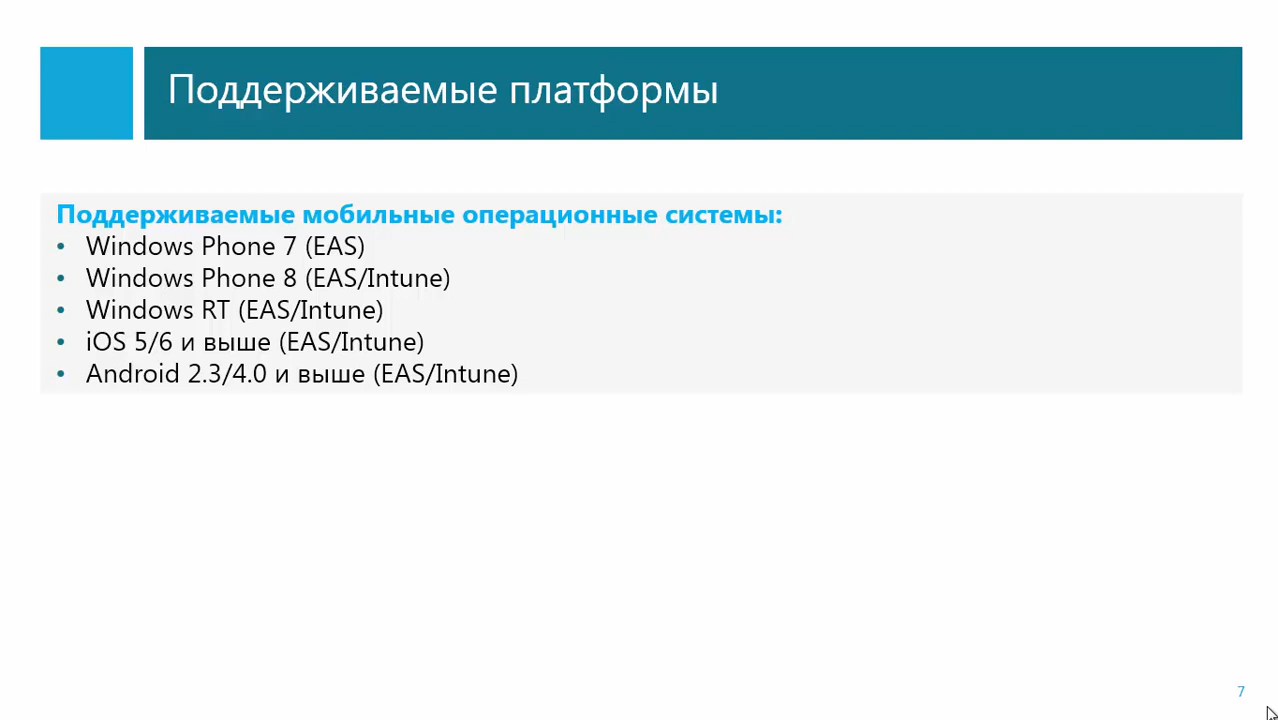 Поддерживаемые платформы
Поддерживаемые мобильные операционные системы:
• Windows Phone 7 (EAS)
• Windows Phone 8 (EAS/Intune)
• Windows RT (EAS/Intune)
• iOS 5/6 и выше (EAS/Intune)
• Android 2.3/4.0 и выше (EAS/Intune)
7